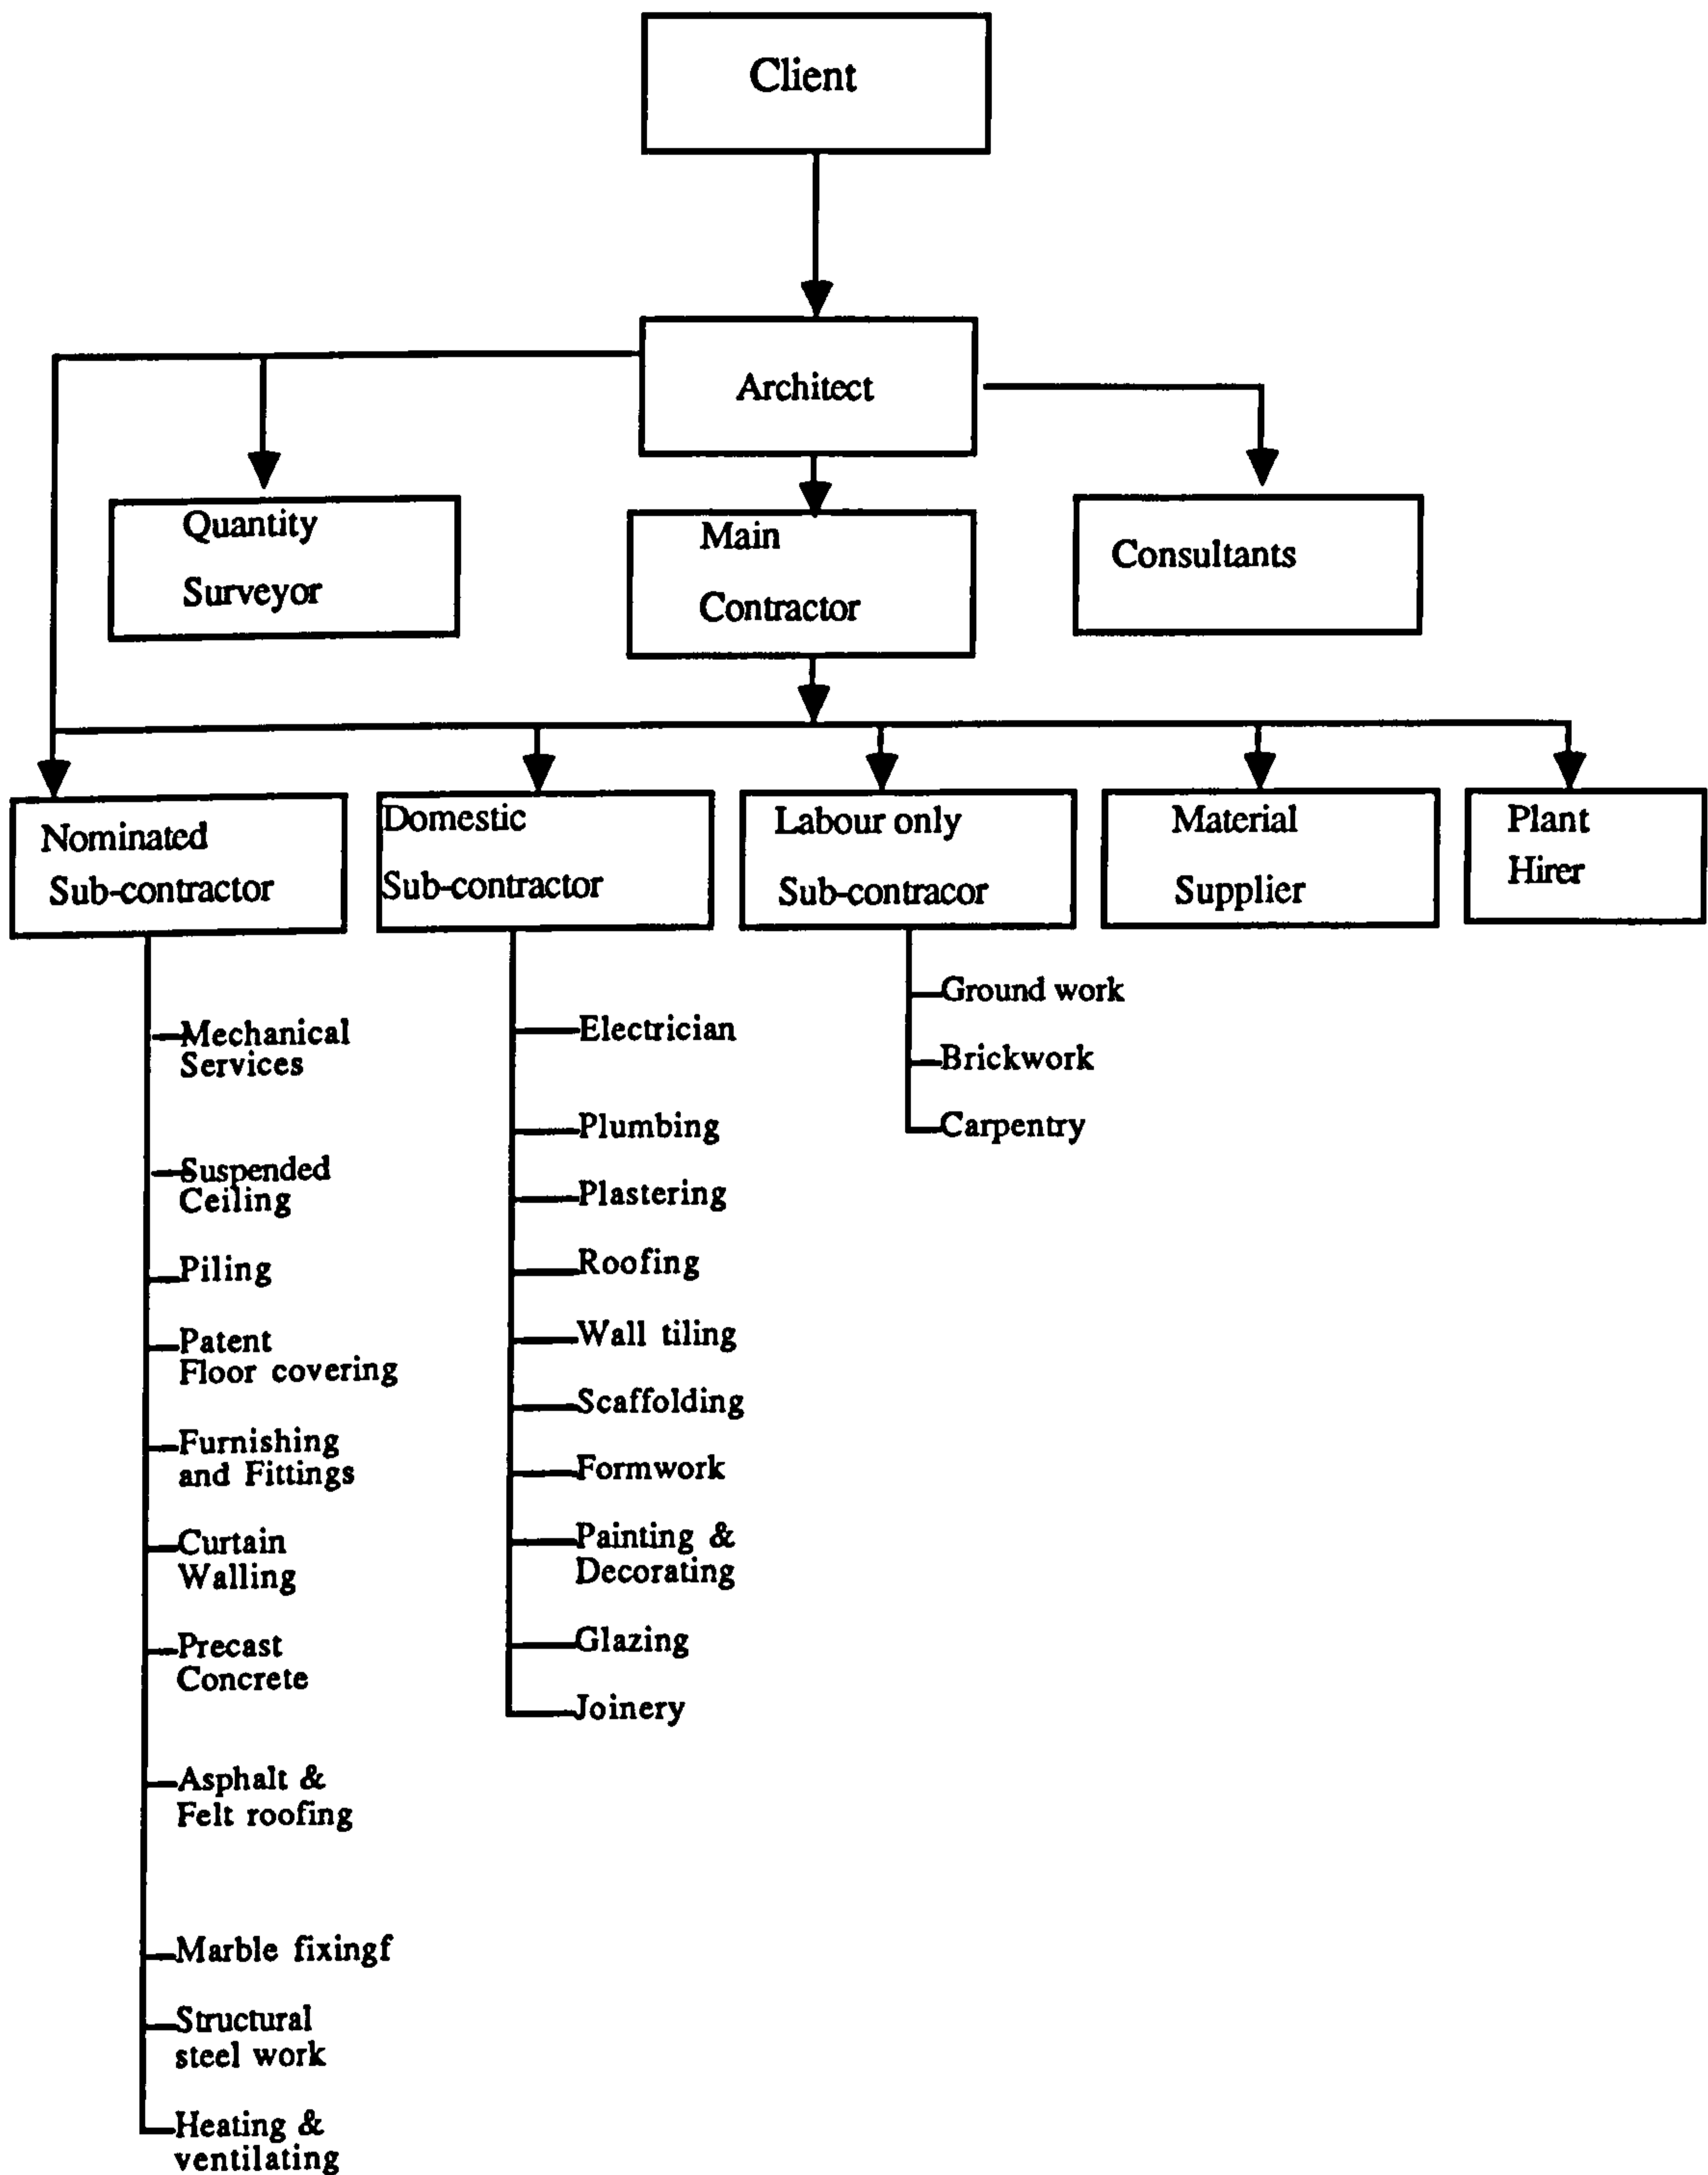 Client
Architect
Quantity
Surveyor
Main
Contractor
Consultants
Nominated
Sub-contractor
Domestic
Sub-contractor
Labour only
Sub-contracor
Material
Supplier
Plant
Hirer
Mechanical
Services
Suspended
Ceiling
Piling
Patent
Floor covering
Furnishing
and Fittings
Curtain
Walling
Precast
Concrete
Asphalt &
Felt roofing
Marble fixingf
Structural
steel work
Heating &
ventilating
Electrician
Plumbing
Plastering
Roofing
Wall tiling
Scaffolding
Formwork
Painting &
Decorating
Glazing
Joinery
Ground work
Brickwork
Carpentry